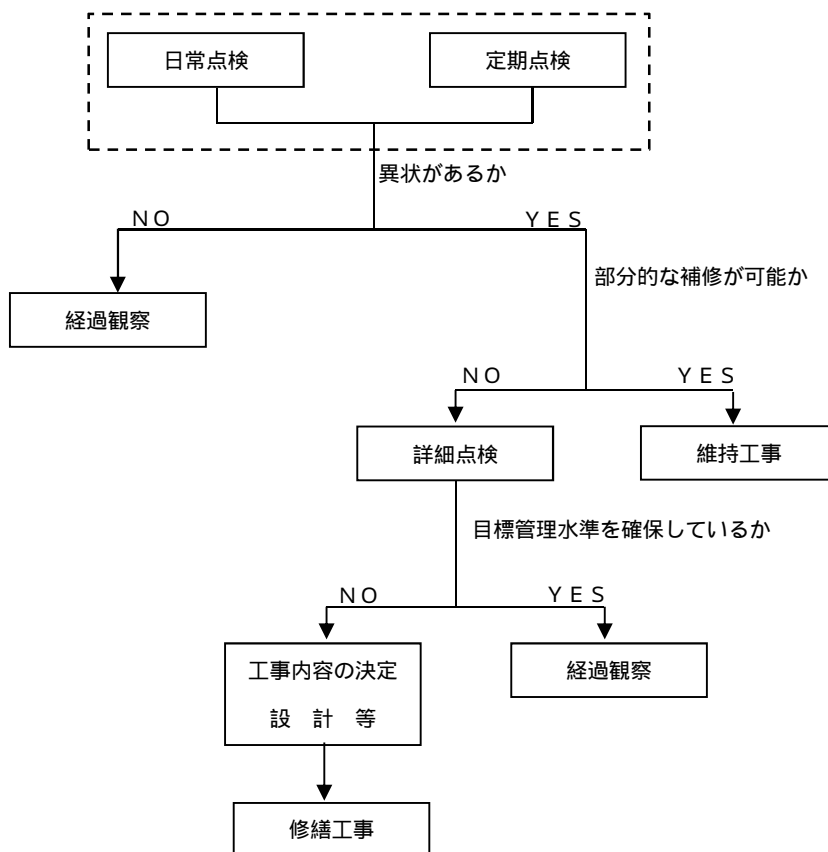 日常点検
定期点検
異状があるか
ＮＯ
ＹＥＳ
部分的な補修が可能か
経過観察
ＮＯ
ＹＥＳ
詳細点検
維持工事
目標管理水準を確保しているか
ＮＯ
ＹＥＳ
工事内容の決定
設　計　等
経過観察
修繕工事